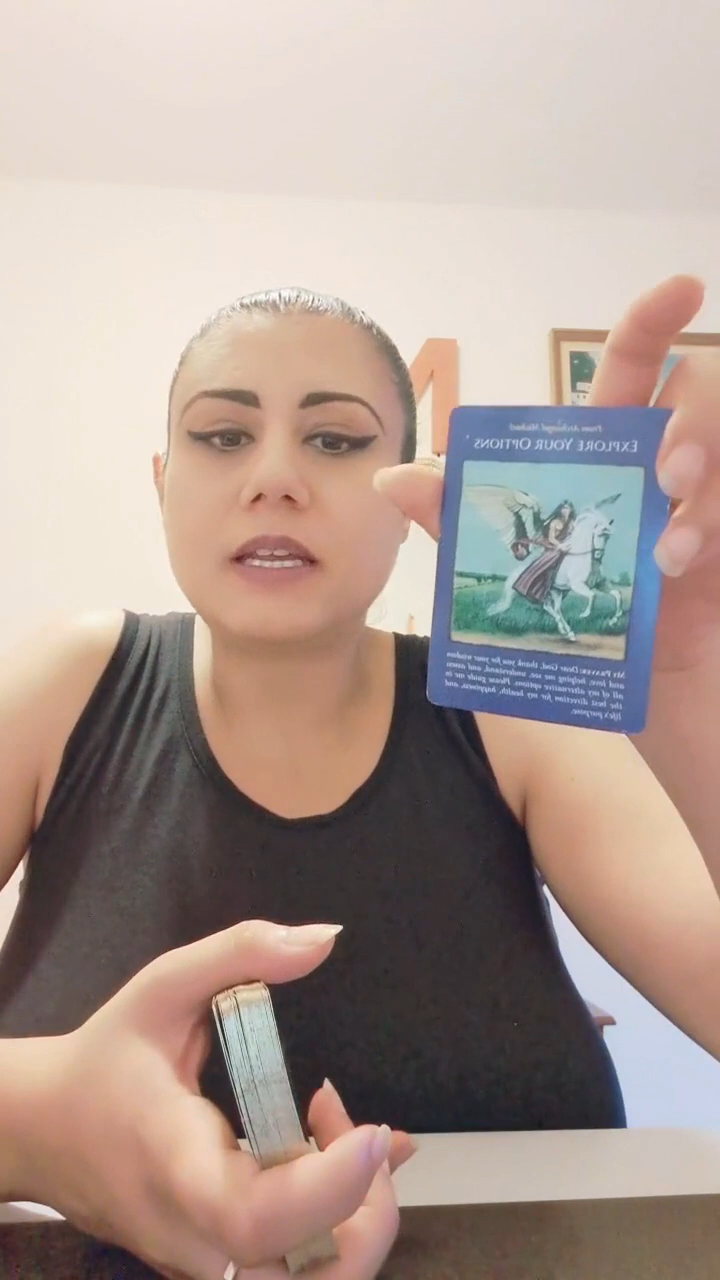 From Archangel Michael:
EXPLORE YOUR OPTIONS
MY PRAYER: Dear God, thank you for your wisdom
and love, helping me see, understand, and assess
all of my alternative options. Please guide me in
the best direction for my health, happiness, and
life's purpose.